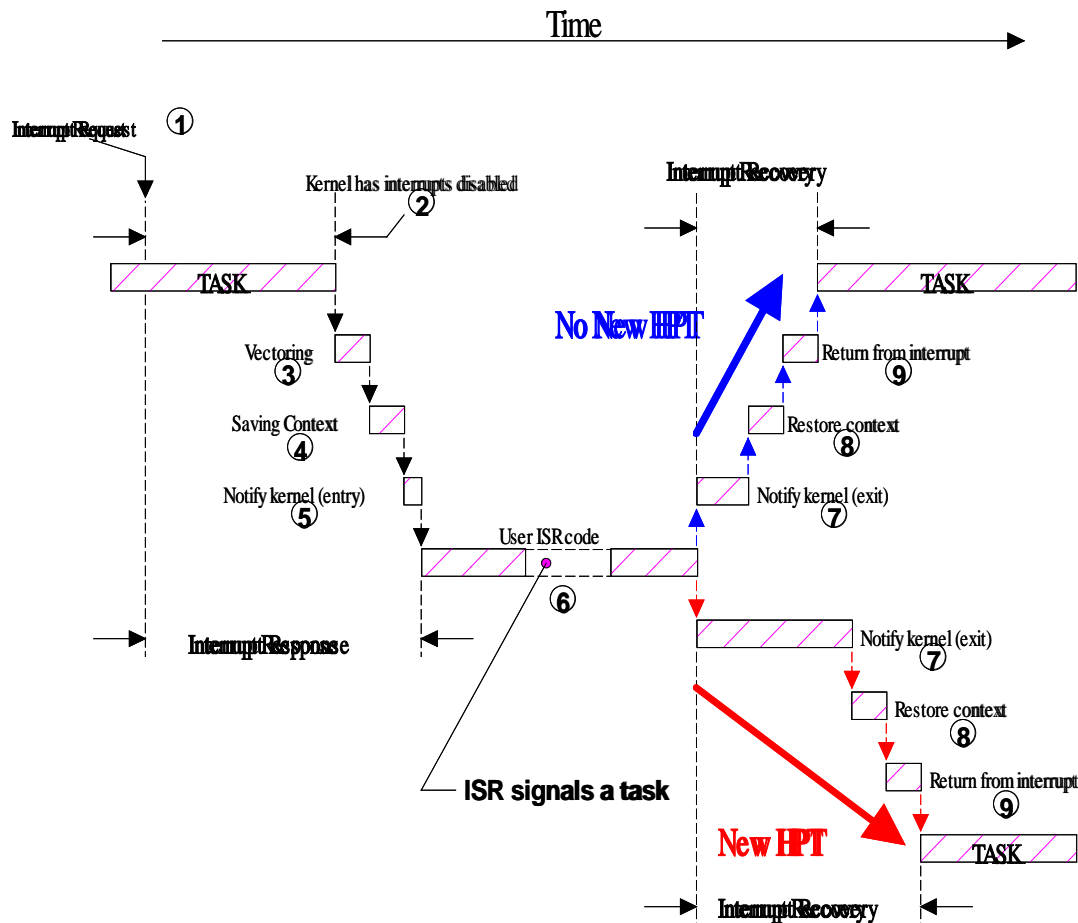 Time
Interrupt Request
1
Kernel has interrupts disabled
2
Interrupt Recovery
TASK
TASK
No New HPT
Vectoring
3
Return from interrupt
9
Saving Context
4
Restore context
8
Notify kernel (entry)
5
Notify kernel (exit)
7
User ISR code
6
Interrupt Response
Notify kernel (exit)
7
Restore context
8
ISR signals a task
Return from interrupt
9
New HPT
TASK
Interrupt Recovery